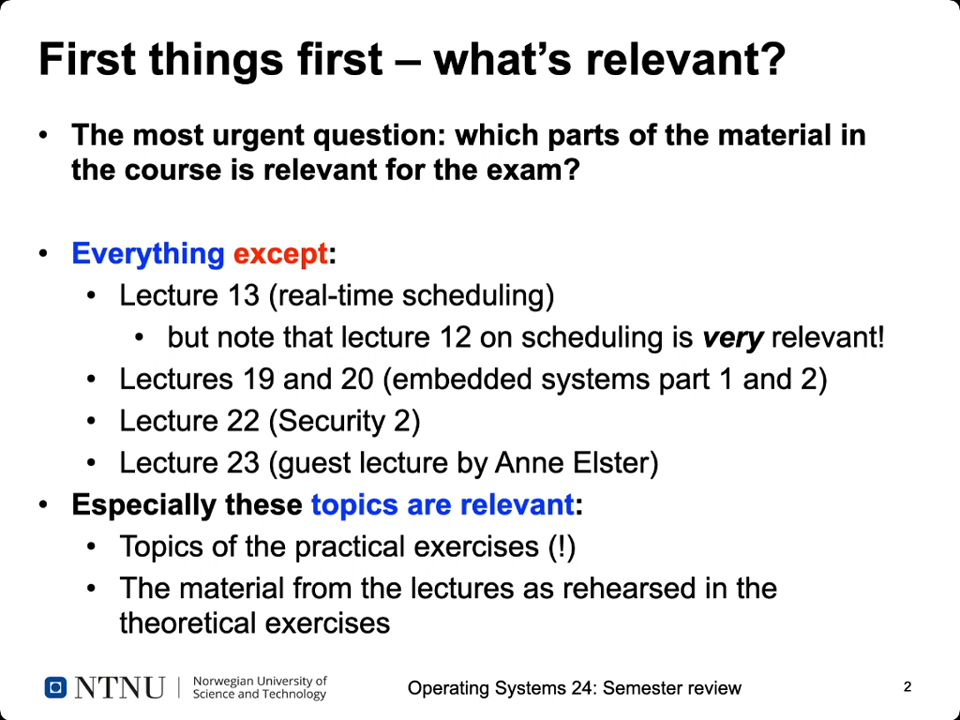 First things first – what's relevant?
• The most urgent question: which parts of the material in
the course is relevant for the exam?
• Everything except:
• Lecture 13 (real-time scheduling)
• but note that lecture 12 on scheduling is very relevant!
• Lectures 19 and 20 (embedded systems part 1 and 2)
• Lecture 22 (Security 2)
• Lecture 23 (guest lecture by Anne Elster)
• Especially these topics are relevant:
• Topics of the practical exercises (!)
• The material from the lectures as rehearsed in the
theoretical exercises
NTNU | Norwegian University of
Science and Technology
Operating Systems 24: Semester review
2